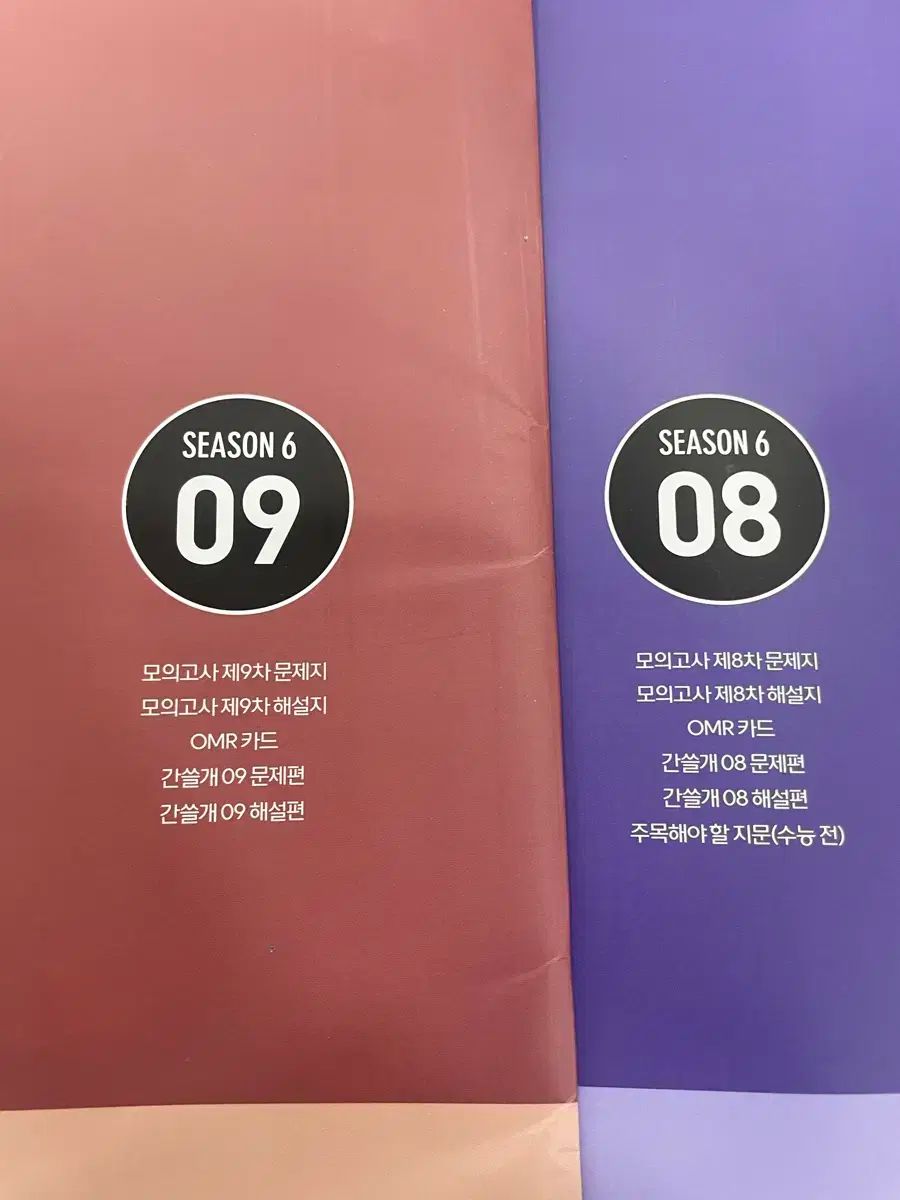 SEASON 6
09
모의고사 제9차 문제지
모의고사 제9차 해설지
OMR 카드
간쓸개 09 문제편
간쓸개 09 해설편
SEASON 6
08
모의고사 제8차 문제지
모의고사 제8차 해설지
OMR 카드
간쓸개 08 문제편
간쓸개 08 해설편
주목해야 할 지문(수능 전)